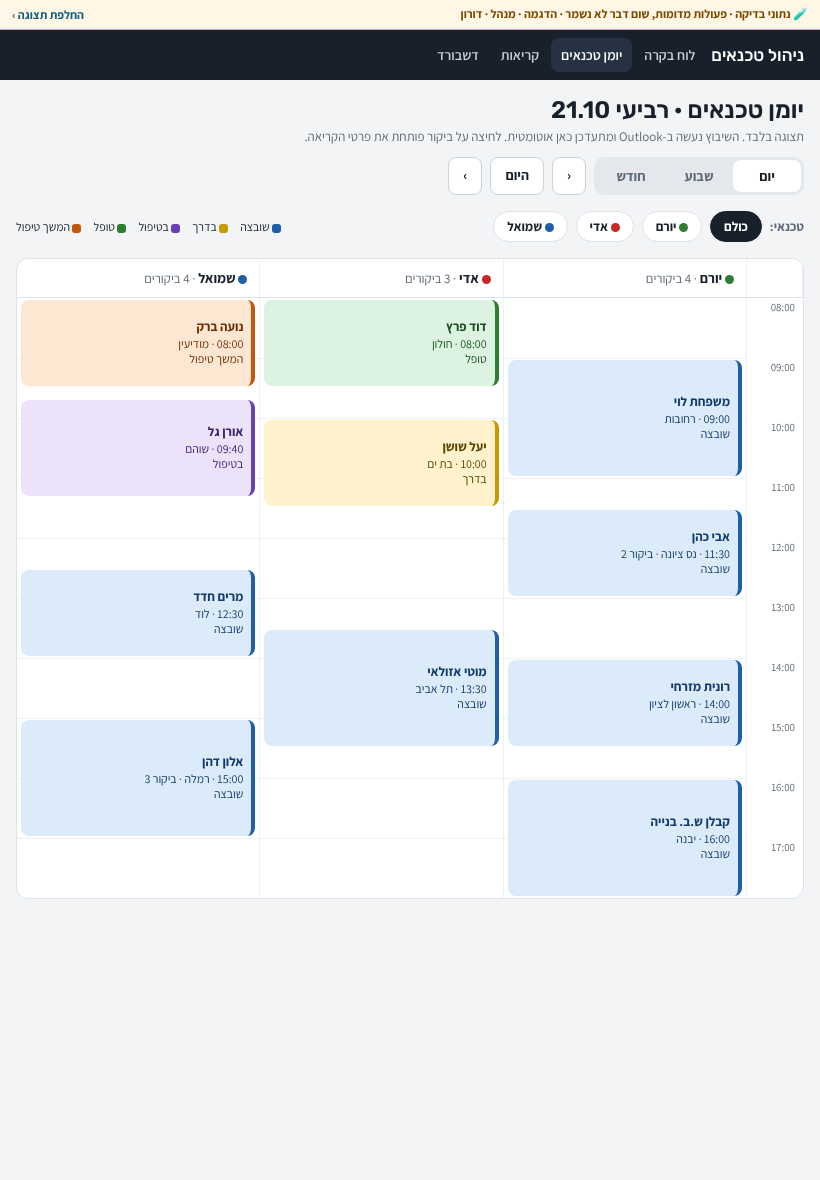 🧪 נתוני בדיקה · פעולות מדומות, שום דבר לא נשמר · הדגמה · מנהל · דורון
החלפת תצוגה ›
ניהול טכנאים
לוח בקרה
יומן טכנאים
קריאות
דשבורד
יומן טכנאים • רביעי 21.10
תצוגה בלבד. השיבוץ נעשה ב-Outlook ומתעדכן כאן אוטומטית. לחיצה על ביקור פותחת את פרטי הקריאה.
יום
שבוע
חודש
‹
היום
›
טכנאי:
כולם
יורם
אדי
שמואל
שובצה
בדרך
בטיפול
טופל
המשך טיפול
יורם · 4 ביקורים
אדי · 3 ביקורים
שמואל · 4 ביקורים
08:00
09:00
10:00
11:00
12:00
13:00
14:00
15:00
16:00
17:00
משפחת לוי
09:00 · רחובות
שובצה
אבי כהן
11:30 · נס ציונה · ביקור 2
שובצה
רונית מזרחי
14:00 · ראשון לציון
שובצה
קבלן ש.ב. בנייה
16:00 · יבנה
שובצה
דוד פרץ
08:00 · חולון
טופל
יעל שושן
10:00 · בת ים
בדרך
מוטי אזולאי
13:30 · תל אביב
שובצה
נועה ברק
08:00 · מודיעין
המשך טיפול
אורן גל
09:40 · שוהם
בטיפול
מרים חדד
12:30 · לוד
שובצה
אלון דהן
15:00 · רמלה · ביקור 3
שובצה